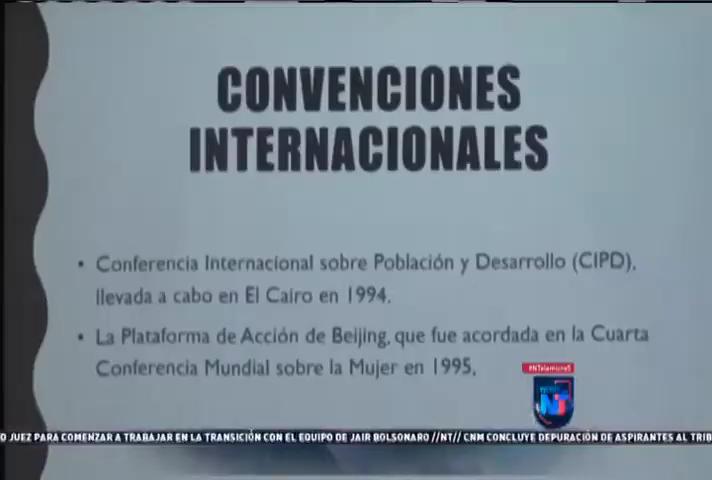 CONVENCIONES
INTERNACIONALES
• Conferencia Internacional sobre Población y Desarrollo (CIPD),
llevada a cabo en El Cairo en 1994.
• La Plataforma de Acción de Beijing, que fue acordada en la Cuarta
Conferencia Mundial sobre la Mujer en 1995.
#NTelemicro5
NT
O JUEZ PARA COMENZAR A TRABAJAR EN LA TRANSICIÓN CON EL EQUIPO DE JAIR BOLSONARO //NT// CNM CONCLUYE DEPURACIÓN DE ASPIRANTES AL TRIB